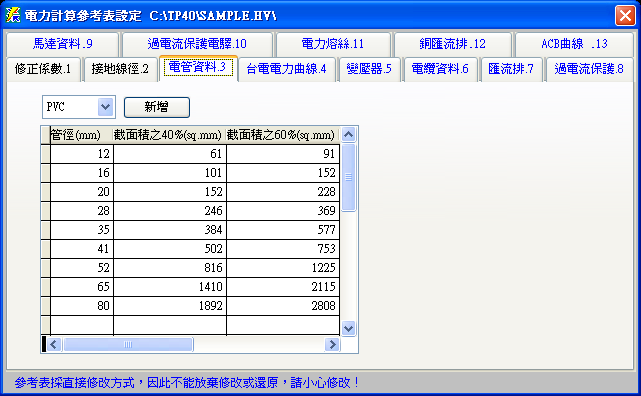 電力計算參考表設定 C:\TP40\SAMPLE.HV\
馬達資料.9 過電流保護電驛.10 電力熔絲.11 銅匯流排.12 ACB曲線 .13
修正係數.1 接地線徑.2 電管資料.3 台電電力曲線.4 變壓器.5 電纜資料.6 匯流排.7 過電流保護.8
PVC 新增
管徑(mm) 截面積之40%(sq.mm) 截面積之60%(sq.mm)
12 61 91
16 101 152
20 152 228
28 246 369
35 384 577
41 502 753
52 816 1225
65 1410 2115
80 1892 2808
參考表採直接修改方式，因此不能放棄修改或還原，請小心修改！